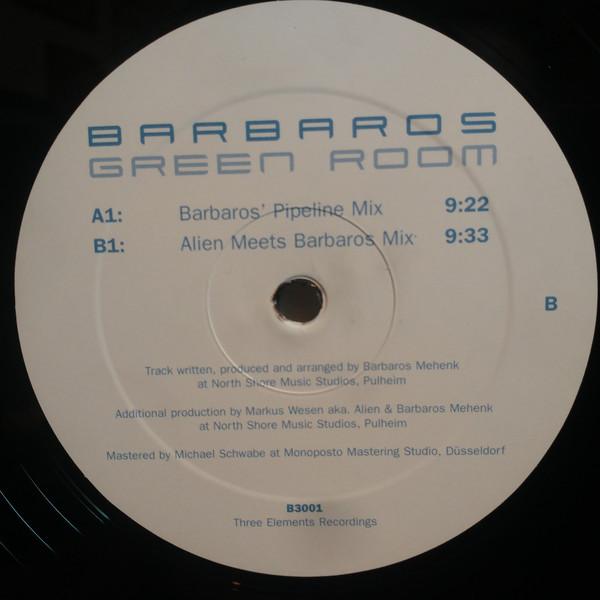 BARBAROS
GREEN ROOM
A1: Barbaros' Pipeline Mix 9:22
B1: Alien Meets Barbaros Mix 9:33
B
Track written, produced and arranged by Barbaros Mehenk
at North Shore Music Studios, Pulheim
Additional production by Markus Wesen aka. Alien & Barbaros Mehenk
at North Shore Music Studios, Pulheim
Mastered by Michael Schwabe at Monoposto Mastering Studio, Düsseldorf
B3001
Three Elements Recordings